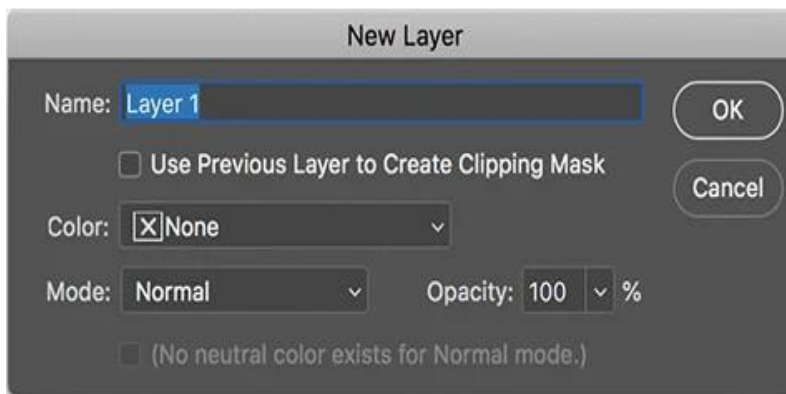 New Layer
Name: Layer 1
OK
Use Previous Layer to Create Clipping Mask
Cancel
Color: None
Mode: Normal Opacity: 100 %
(No neutral color exists for Normal mode.)